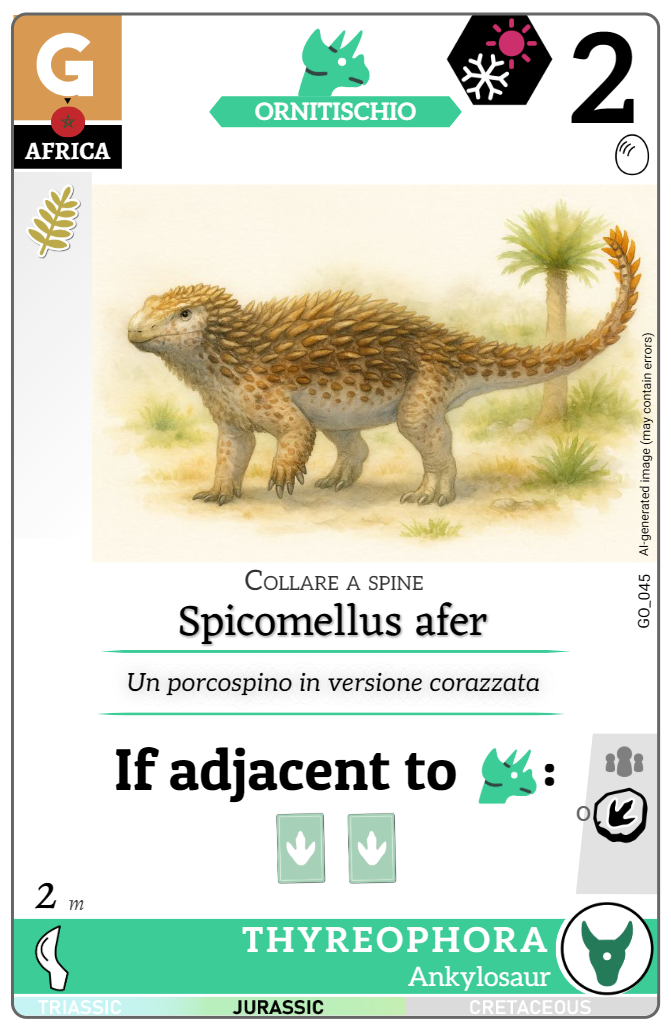 G
AFRICA
ORNITISCHIO
2
AI-generated image (may contain errors)
GO_045
Collare a spine
Spicomellus afer
Un porcospino in versione corazzata
If adjacent to :
O
2 m
THYREOPHORA
Ankylosaur
TRIASSIC JURASSIC CRETACEOUS